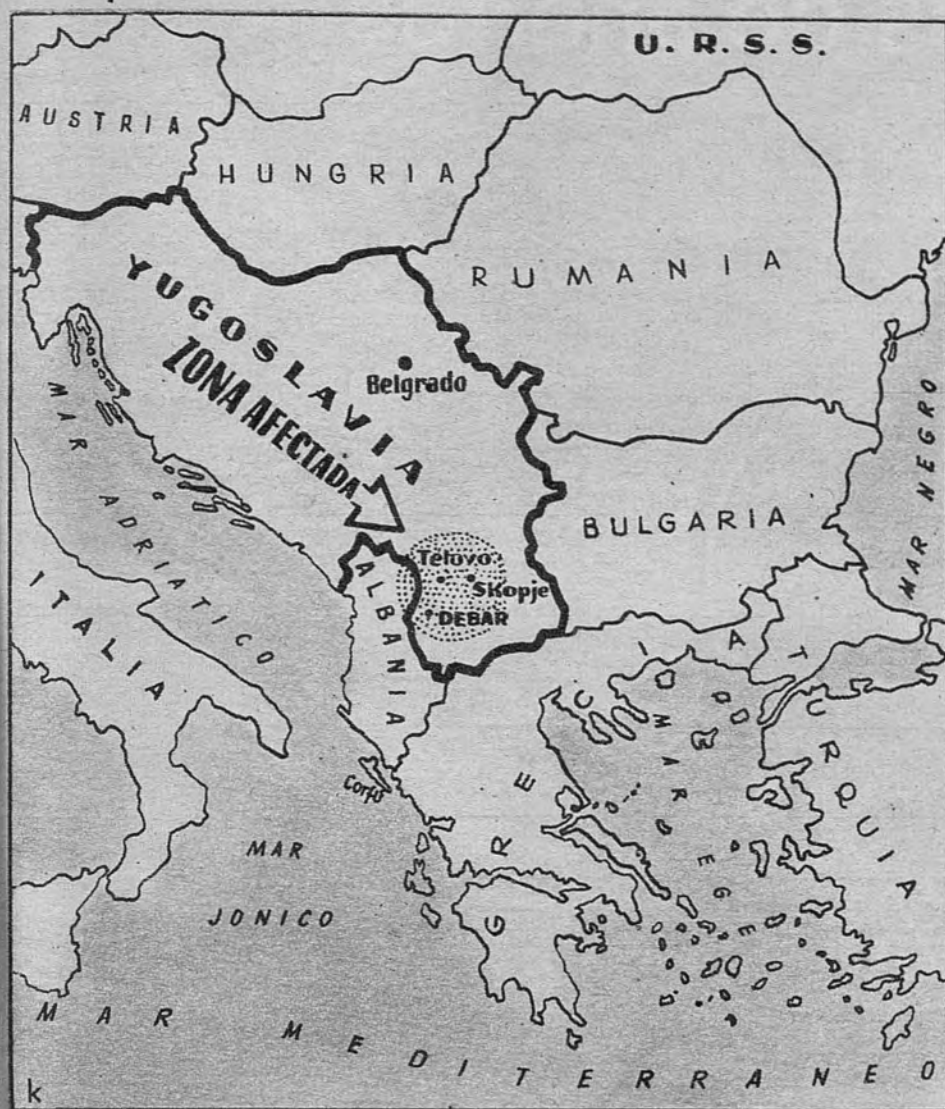 U. R. S. S.
AUSTRIA
HUNGRIA
RUMANIA
YUGOSLAVIA
ZONA AFECTADA
Belgrado
MAR NEGRO
MAR ADRIATICO
BULGARIA
Telovo
Skopje
DEBAR
ALBANIA
ITALIA
GRECIA
TURQUIA
MAR EGEO
Corfú
MAR
JONICO
MAR MEDITERRANEO
k